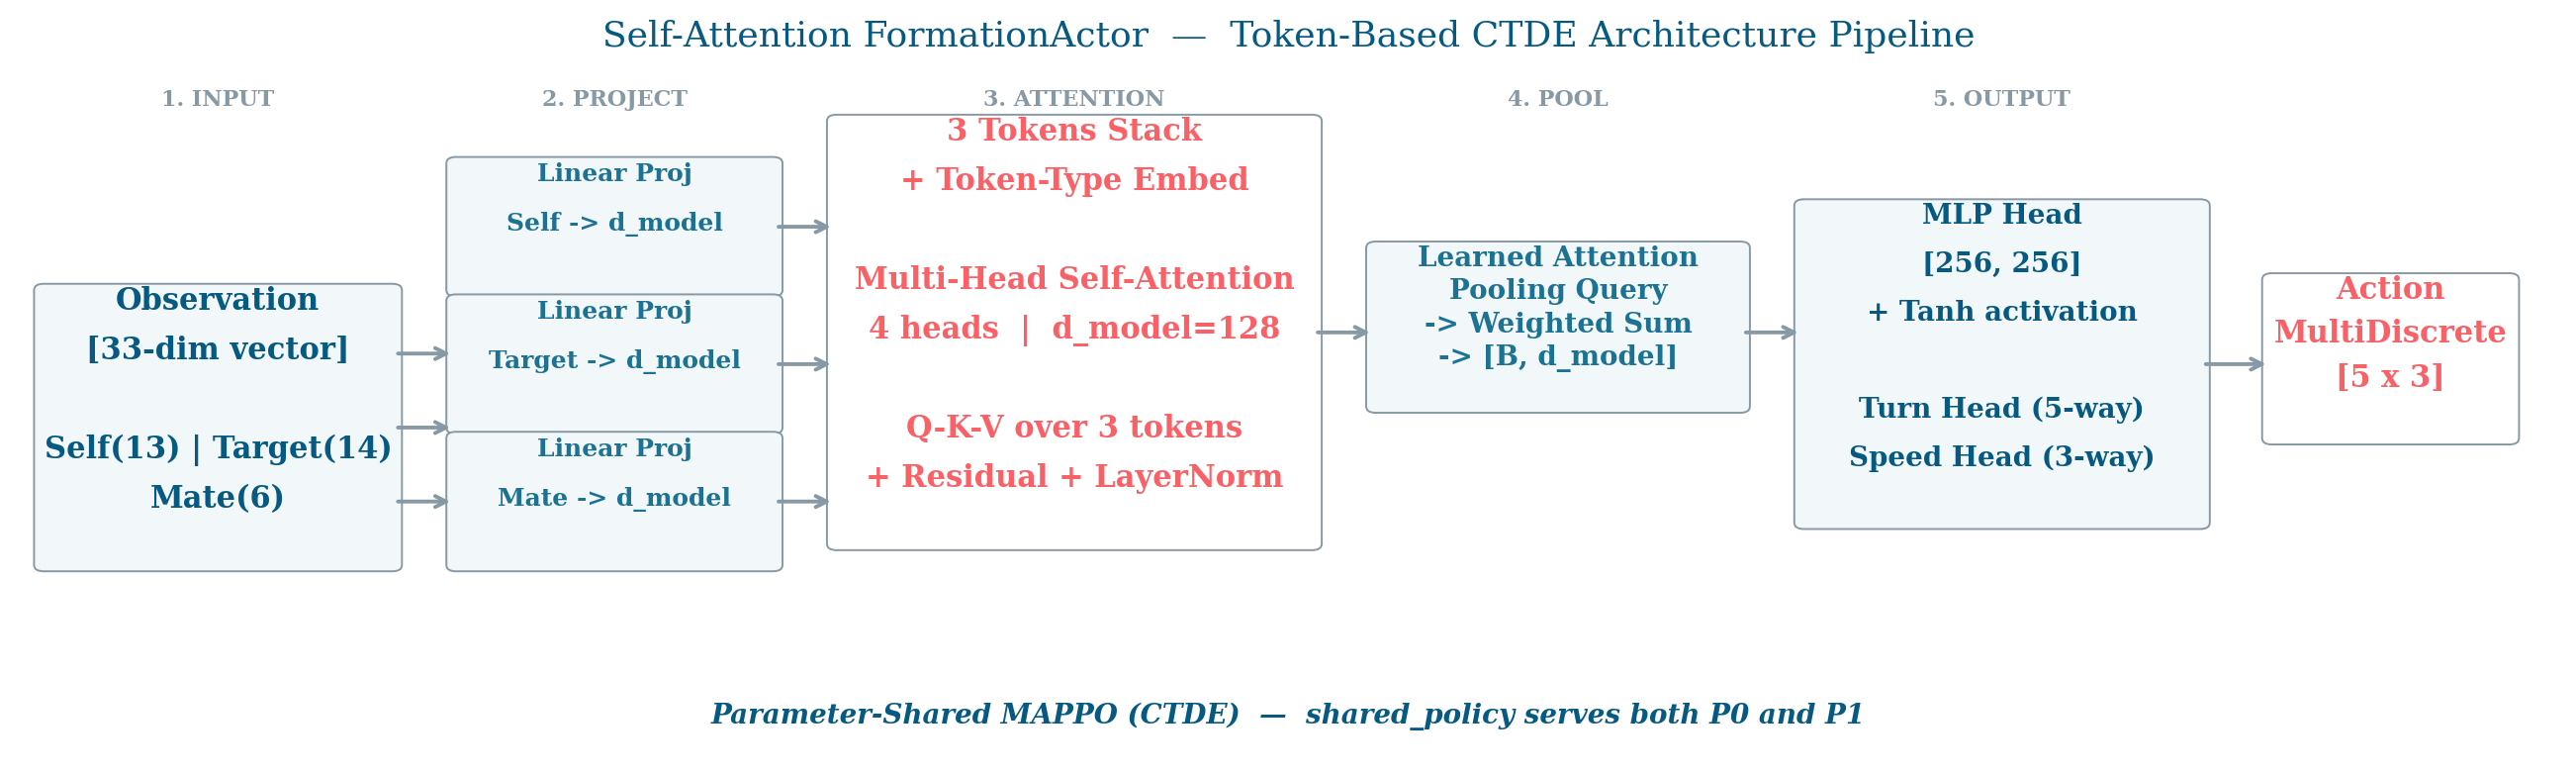 Self-Attention FormationActor — Token-Based CTDE Architecture Pipeline
1. INPUT
2. PROJECT
3. ATTENTION
4. POOL
5. OUTPUT
Observation
[33-dim vector]
Self(13) | Target(14)
Mate(6)
Linear Proj
Self -> d_model
Linear Proj
Target -> d_model
Linear Proj
Mate -> d_model
3 Tokens Stack
+ Token-Type Embed
Multi-Head Self-Attention
4 heads | d_model=128
Q-K-V over 3 tokens
+ Residual + LayerNorm
Learned Attention
Pooling Query
-> Weighted Sum
-> [B, d_model]
MLP Head
[256, 256]
+ Tanh activation
Turn Head (5-way)
Speed Head (3-way)
Action
MultiDiscrete
[5 x 3]
Parameter-Shared MAPPO (CTDE) — shared_policy serves both P0 and P1